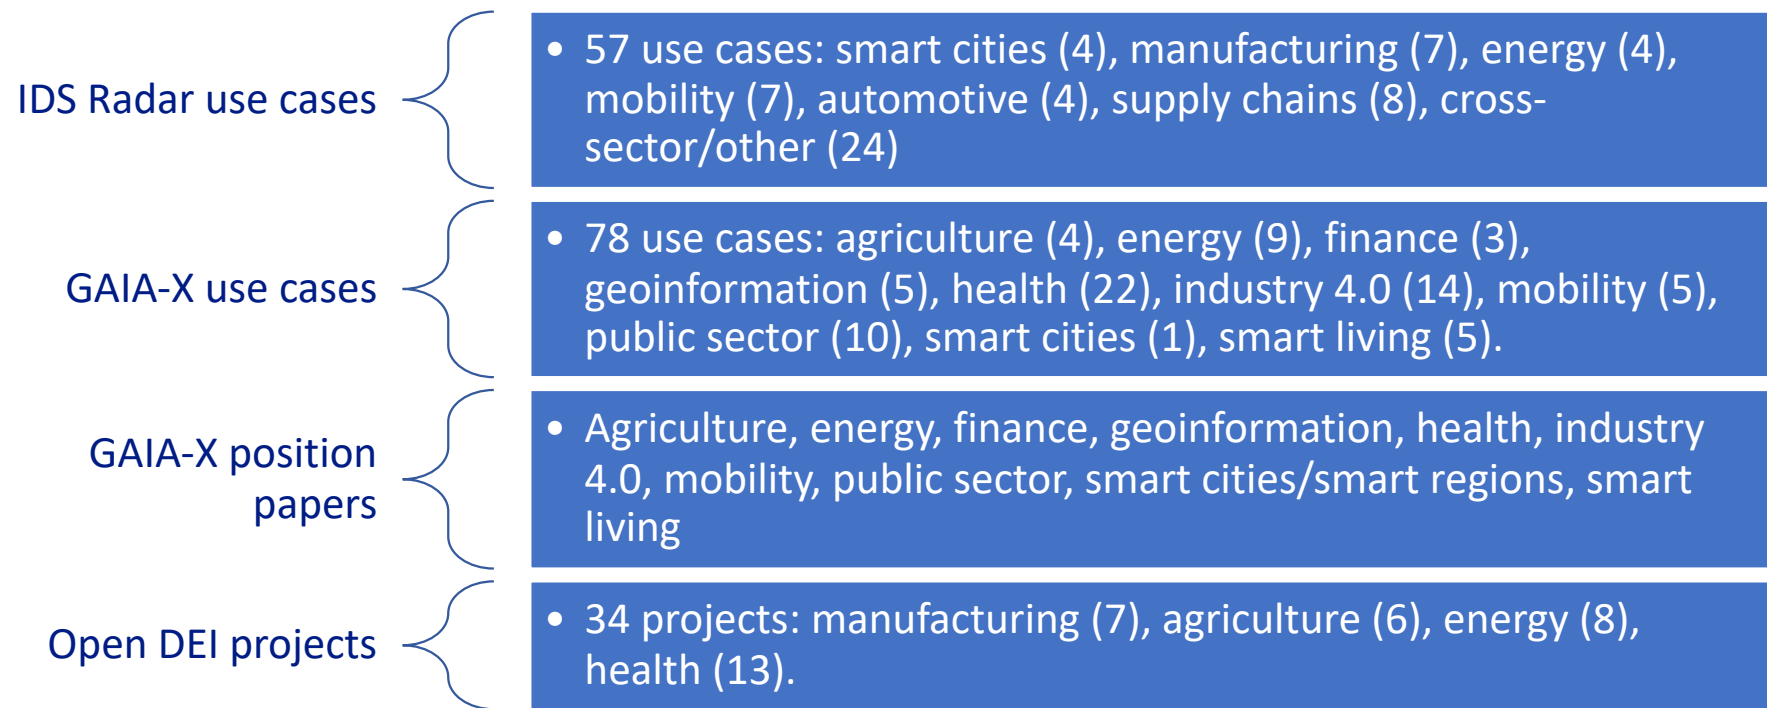 IDS Radar use cases
• 57 use cases: smart cities (4), manufacturing (7), energy (4),
mobility (7), automotive (4), supply chains (8), cross-
sector/other (24)
GAIA-X use cases
• 78 use cases: agriculture (4), energy (9), finance (3),
geoinformation (5), health (22), industry 4.0 (14), mobility (5),
public sector (10), smart cities (1), smart living (5).
GAIA-X position
papers
• Agriculture, energy, finance, geoinformation, health, industry
4.0, mobility, public sector, smart cities/smart regions, smart
living
Open DEI projects
• 34 projects: manufacturing (7), agriculture (6), energy (8),
health (13).